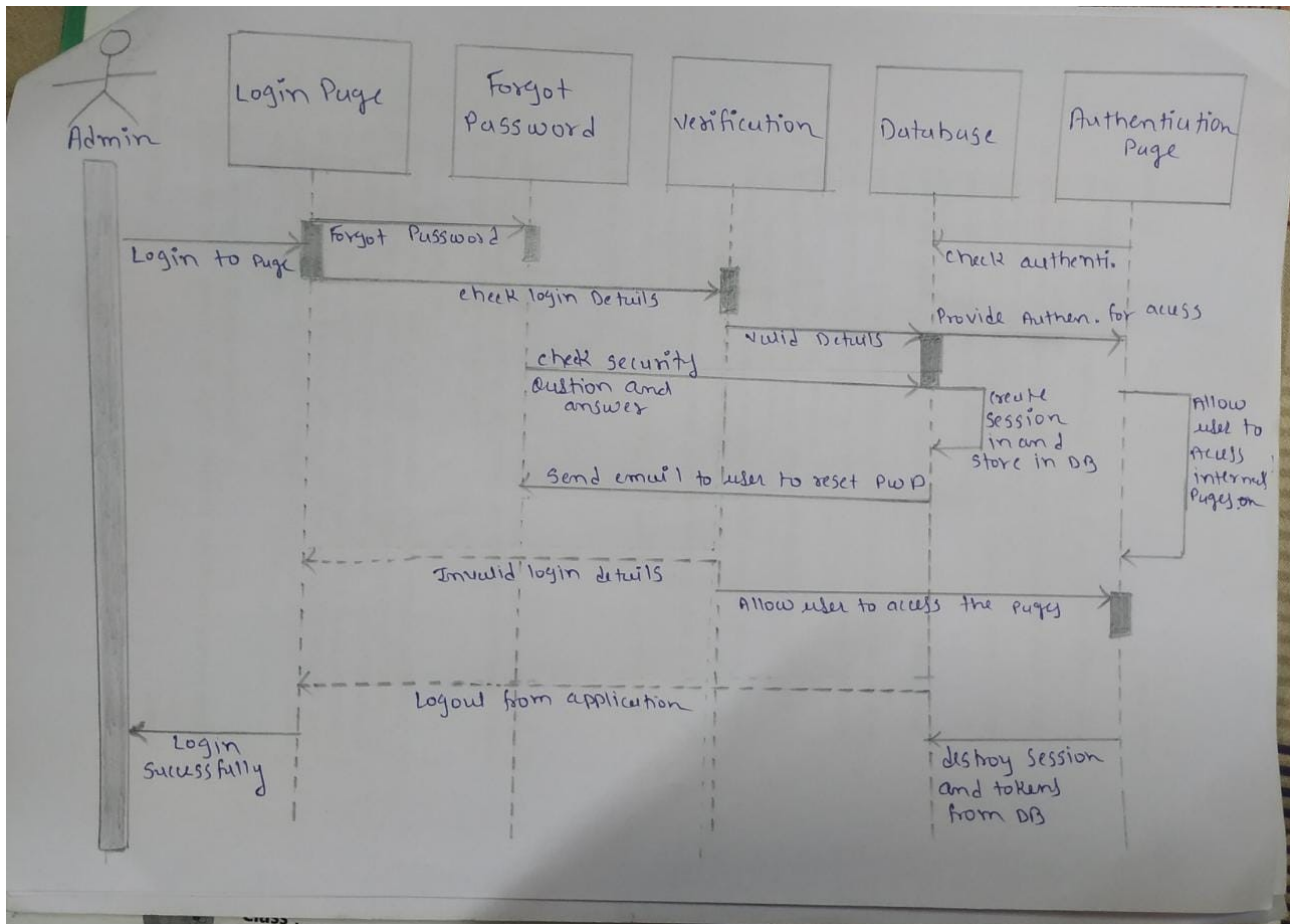 Admin
Login Page
Forgot
Password
Verification
Database
Authentiation
Page
Login to Page
Forgot Password
check authenti.
check login Details
Provide Authen. for acess
valid Details
check security
Qustion and
answer
create
session
in and
store in DB
Allow
user to
Access
internal
Pages.on
Send email to user to reset PWD
Invalid login details
Allow user to access the pages
Logout from application
Login
Successfully
destroy session
and tokens
from DB